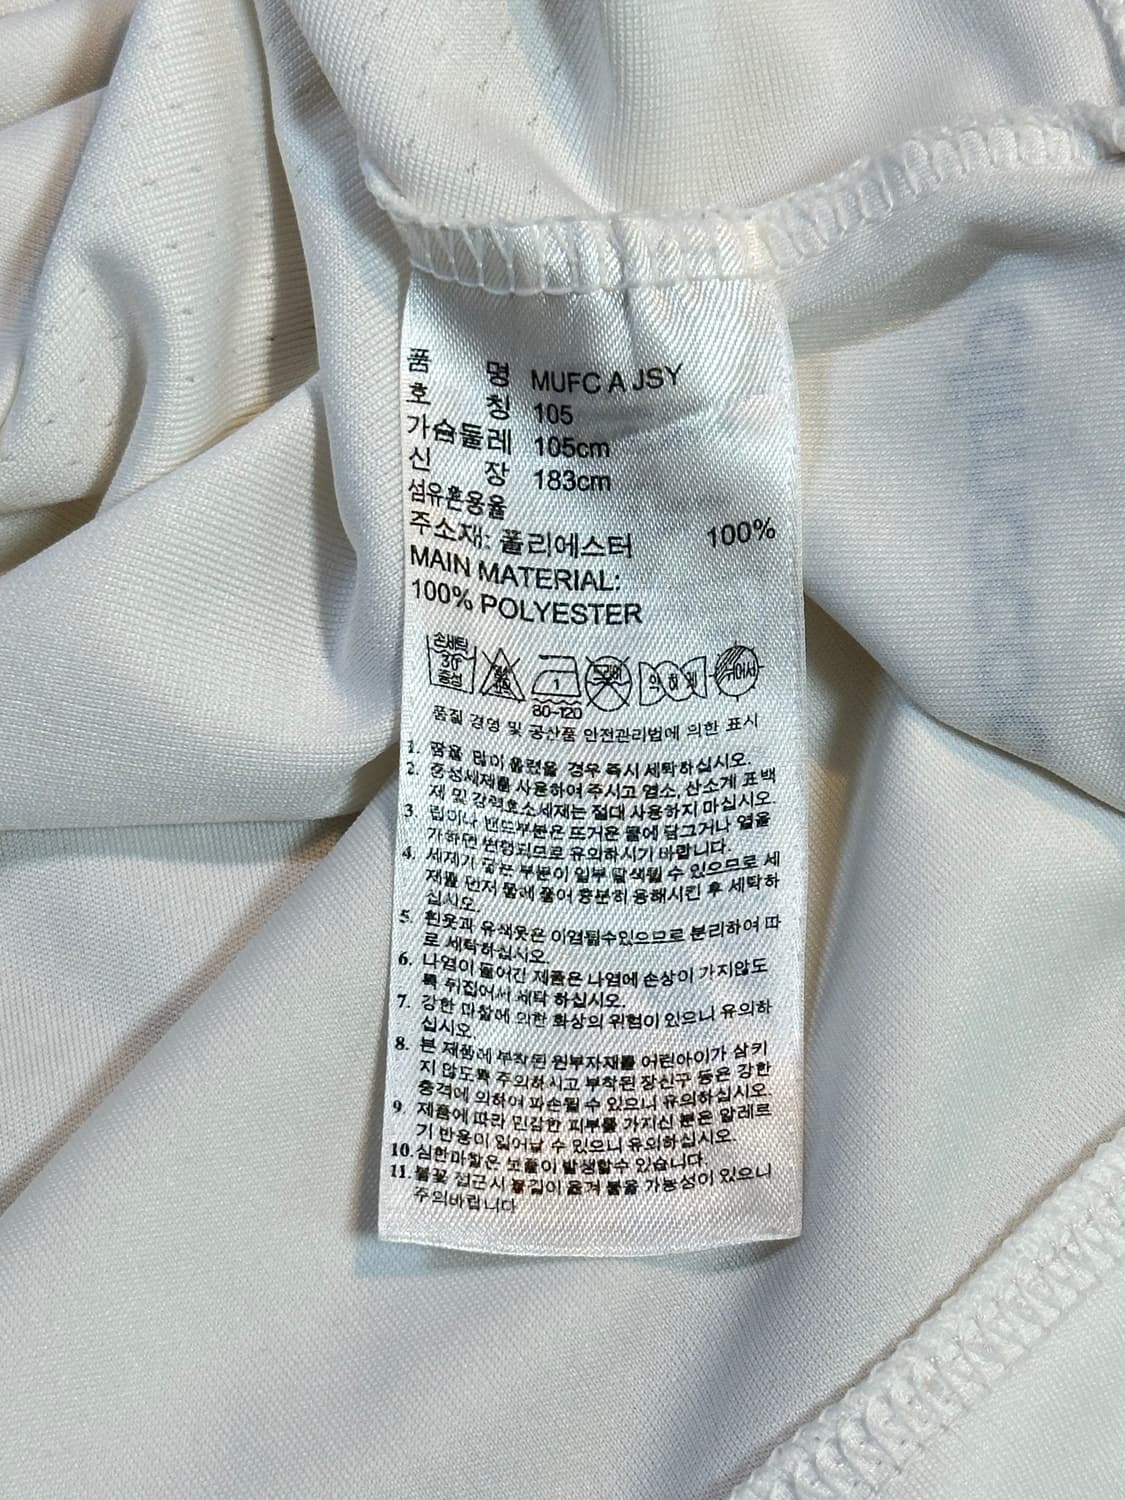 품 명 MUFC A JSY
호 칭 105
가슴둘레 105cm
신 장 183cm
섬유혼용율
주소재: 폴리에스터 100%
MAIN MATERIAL:
100% POLYESTER
손세탁
30°
중성
1
80~120
드라이
약하게
뉘어서
품질 경영 및 공산품 안전관리법에 의한 표시
1. 땀을 많이 흘렸을 경우 즉시 세탁하십시오.
2. 중성세제를 사용하여 주시고 염소, 산소계 표백
제 및 강력효소세제는 절대 사용하지 마십시오.
3. 립이나 밴드부분은 뜨거운 물에 담그거나 열을
가하면 변형되므로 유의하시기 바랍니다.
4. 세제가 닿은 부분이 일부 탈색될 수 있으므로 세
제를 먼저 물에 풀어 충분히 용해시킨 후 세탁하
십시오.
5. 흰옷과 유색옷은 이염될수있으므로 분리하여 따
로 세탁하십시오.
6. 나염이 들어간 제품은 나염에 손상이 가지않도
록 뒤집어서 세탁 하십시오.
7. 강한 마찰에 의한 화상의 위험이 있으니 유의하
십시오.
8. 본 제품에 부착된 원부자재를 어린아이가 삼키
지 않도록 주의하시고 부착된 장신구 등은 강한
충격에 의하여 파손될 수 있으니 유의하십시오.
9. 제품에 따라 민감한 피부를 가지신 분은 알레르
기 반응이 일어날 수 있으니 유의하십시오.
10. 심한마찰은 보풀이 발생할수 있습니다.
11. 불꽃 접근시 불길이 옮겨 붙을 가능성이 있으니
주의바랍니다